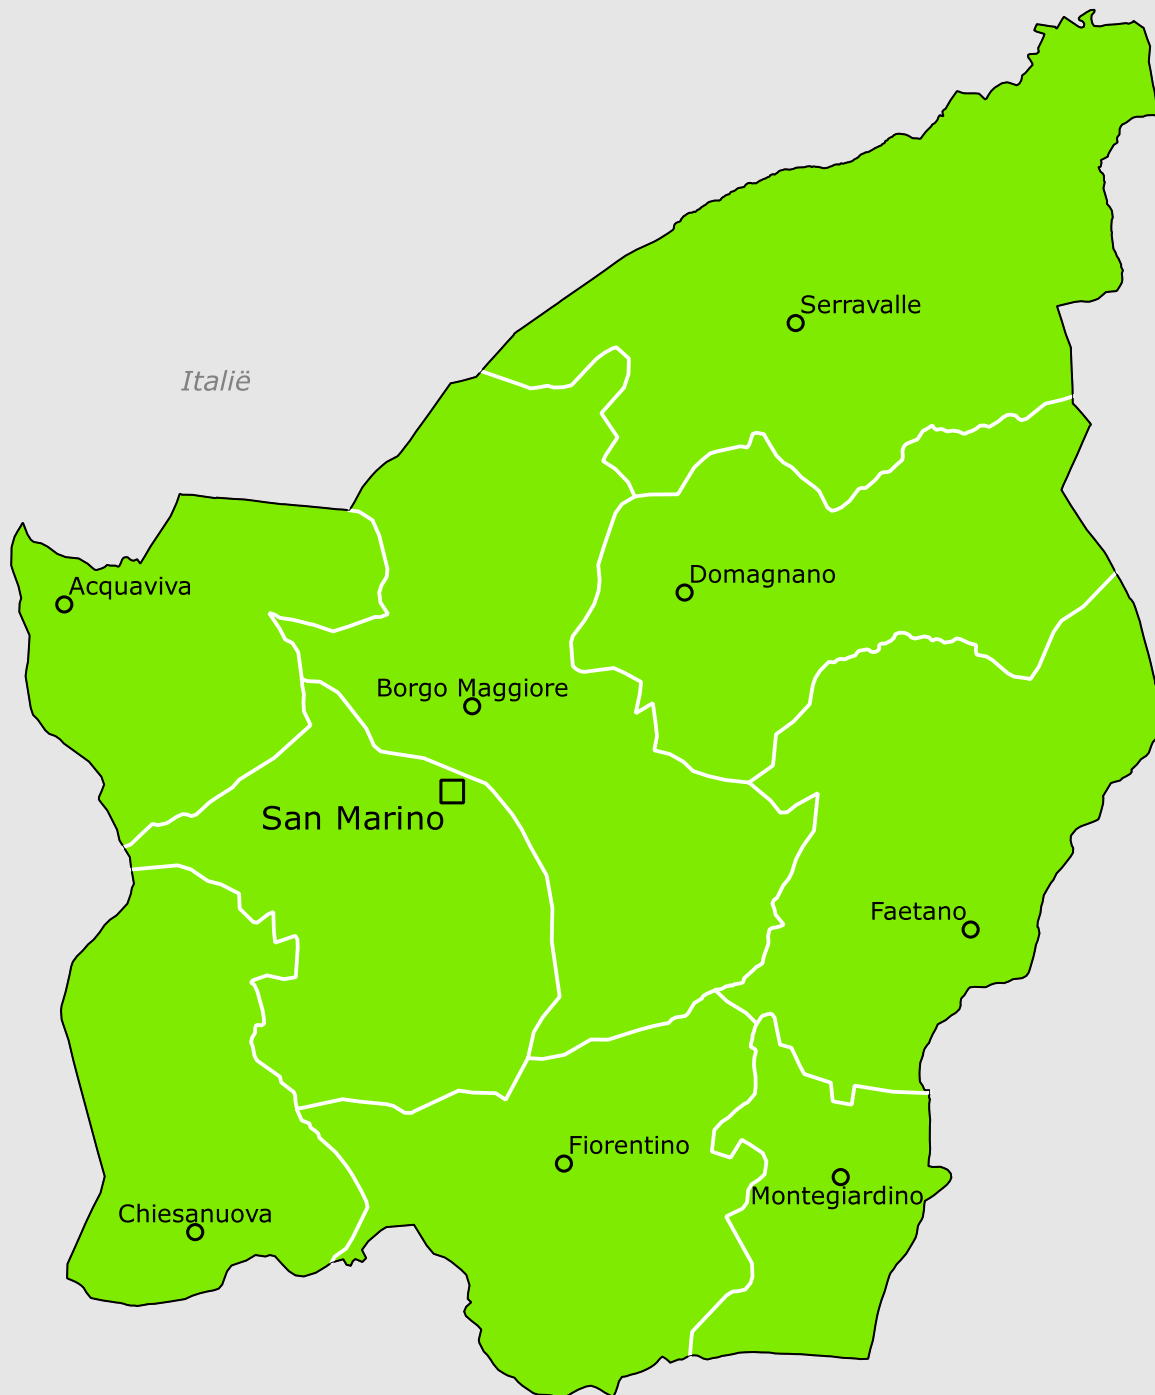 Serravalle
Italië
Domagnano
Acquaviva
Borgo Maggiore
San Marino
Faetano
Fiorentino
Montegiardino
Chiesanuova